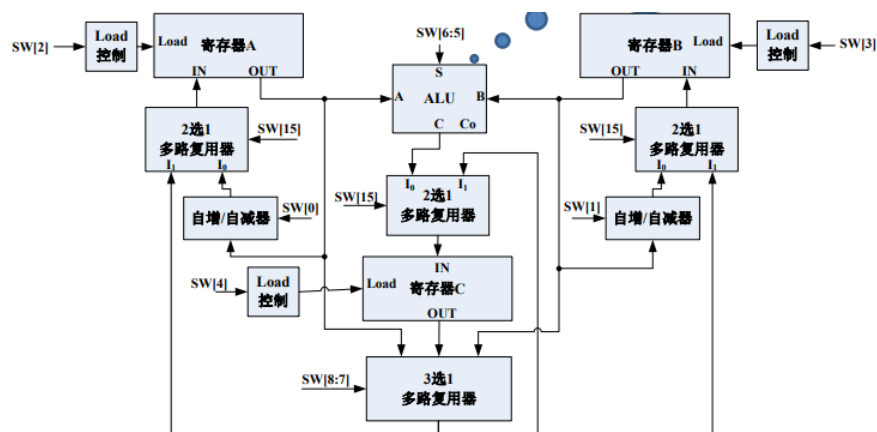 SW[2]
Load
控制
Load
寄存器A
IN
OUT
SW[6:5]
S
A
ALU
B
C
Co
寄存器B
Load
OUT
IN
Load
控制
SW[3]
2选1
多路复用器
I1
I0
SW[15]
SW[15]
I0
I1
2选1
多路复用器
SW[15]
2选1
多路复用器
I0
I1
自增/自减器
SW[0]
SW[1]
自增/自减器
SW[4]
Load
控制
IN
Load
寄存器C
OUT
SW[8:7]
3选1
多路复用器